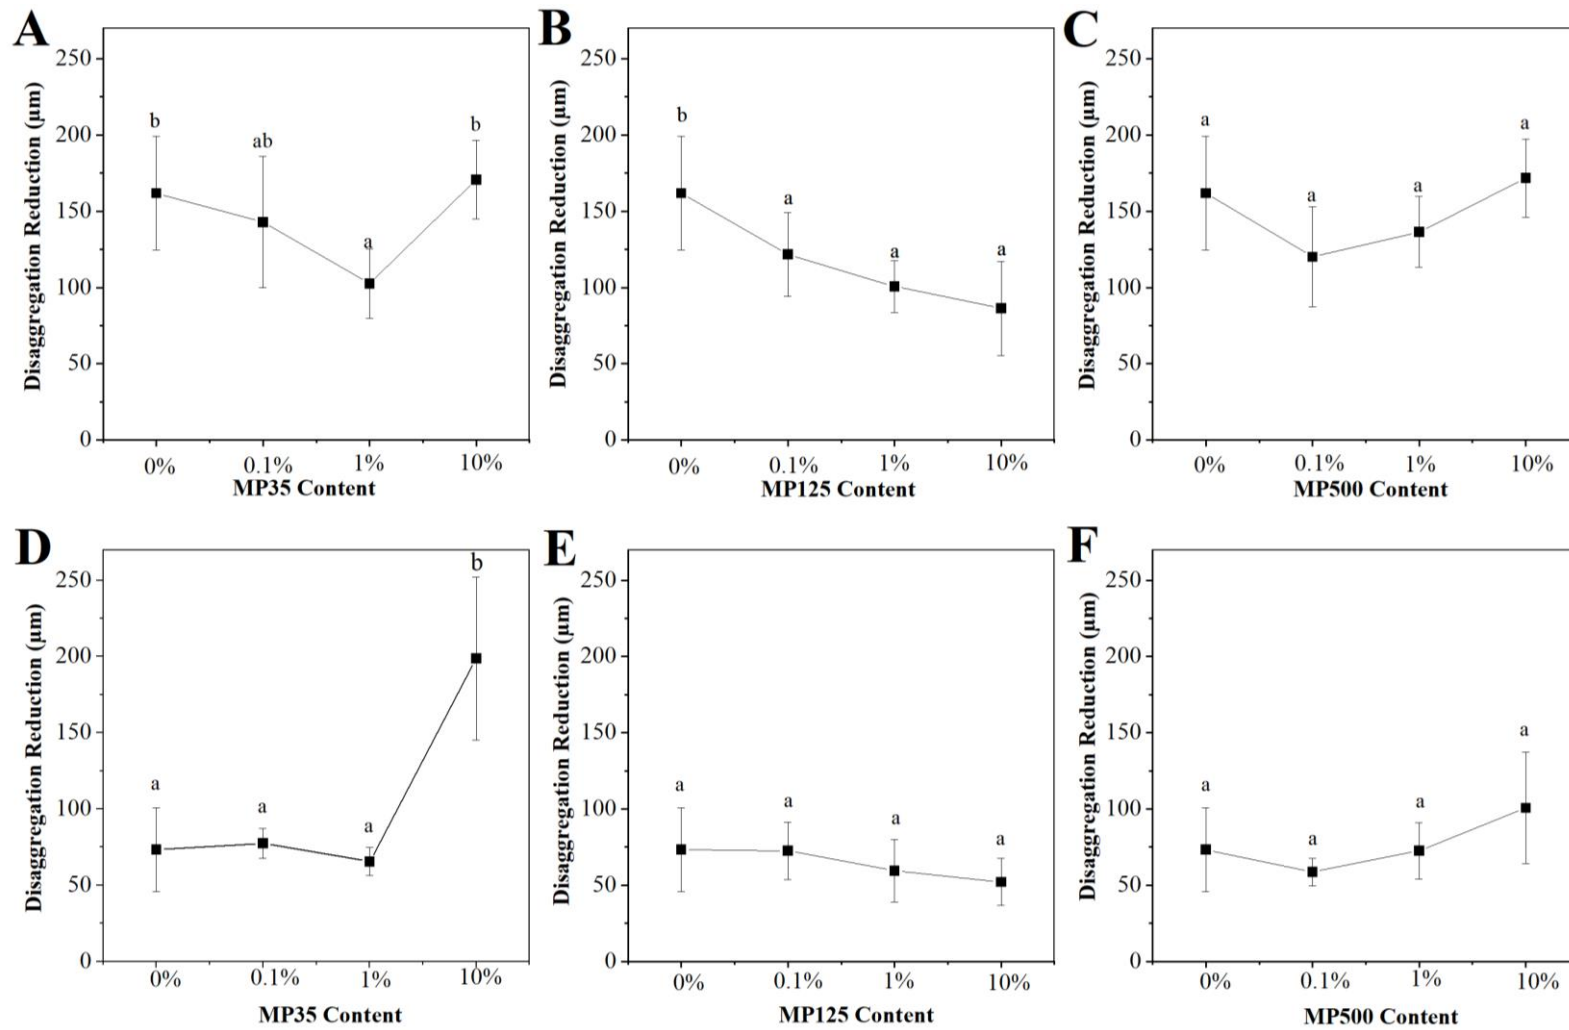 A
Disaggregation Reduction (μm)
250
200
150
100
50
0
b
ab
a
b
0%
0.1%
1%
10%
MP35 Content
B
Disaggregation Reduction (μm)
250
200
150
100
50
0
b
a
a
a
0%
0.1%
1%
10%
MP125 Content
C
Disaggregation Reduction (μm)
250
200
150
100
50
0
a
a
a
a
0%
0.1%
1%
10%
MP500 Content
D
Disaggregation Reduction (μm)
250
200
150
100
50
0
a
a
a
b
0%
0.1%
1%
10%
MP35 Content
E
Disaggregation Reduction (μm)
250
200
150
100
50
0
a
a
a
a
0%
0.1%
1%
10%
MP125 Content
F
Disaggregation Reduction (μm)
250
200
150
100
50
0
a
a
a
a
0%
0.1%
1%
10%
MP500 Content